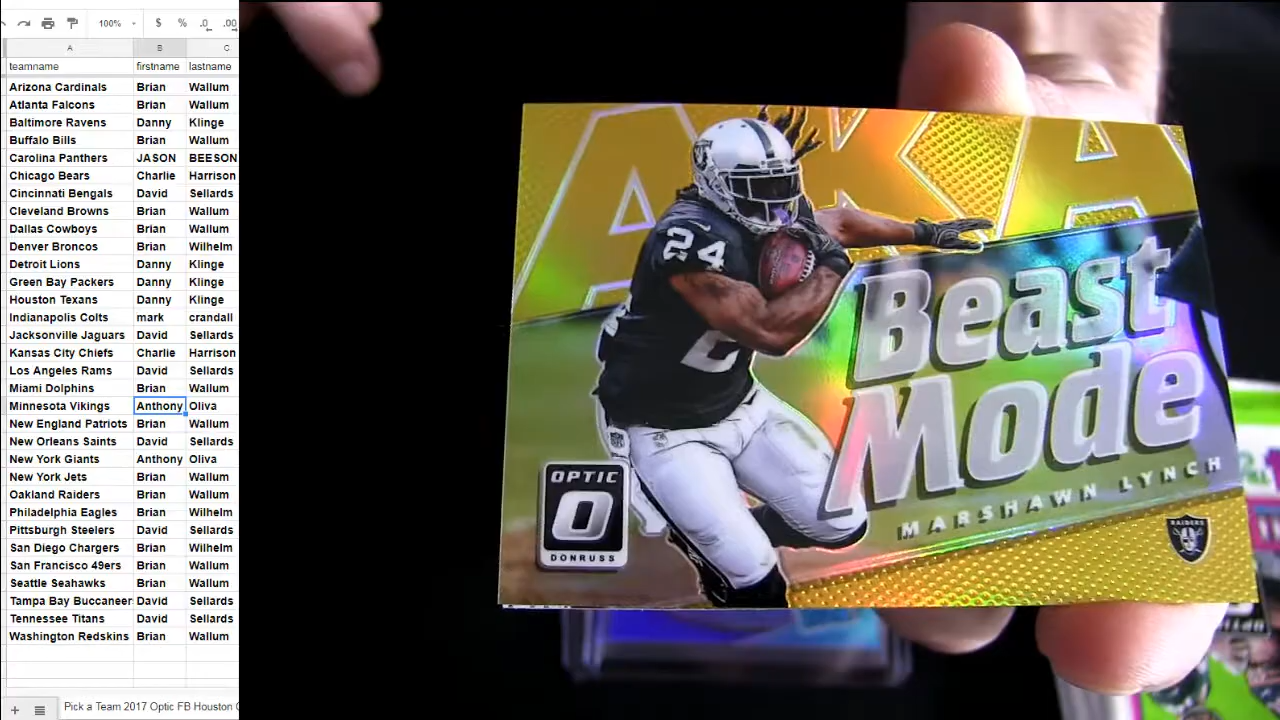 100%
$ % .0 .00
A B C
teamname firstname lastname
Arizona Cardinals Brian Wallum
Atlanta Falcons Brian Wallum
Baltimore Ravens Danny Klinge
Buffalo Bills Brian Wallum
Carolina Panthers JASON BEESON
Chicago Bears Charlie Harrison
Cincinnati Bengals David Sellards
Cleveland Browns Brian Wallum
Dallas Cowboys Brian Wallum
Denver Broncos Brian Wilhelm
Detroit Lions Danny Klinge
Green Bay Packers Danny Klinge
Houston Texans Danny Klinge
Indianapolis Colts mark crandall
Jacksonville Jaguars David Sellards
Kansas City Chiefs Charlie Harrison
Los Angeles Rams David Sellards
Miami Dolphins Brian Wallum
Minnesota Vikings Anthony Oliva
New England Patriots Brian Wallum
New Orleans Saints David Sellards
New York Giants Anthony Oliva
New York Jets Brian Wallum
Oakland Raiders Brian Wallum
Philadelphia Eagles Brian Wilhelm
Pittsburgh Steelers David Sellards
San Diego Chargers Brian Wilhelm
San Francisco 49ers Brian Wallum
Seattle Seahawks Brian Wallum
Tampa Bay Buccaneer David Sellards
Tennessee Titans David Sellards
Washington Redskins Brian Wallum
Pick a Team 2017 Optic FB Houston
AKA
24
Beast
Mode
MARSHAWN LYNCH
OPTIC
O
DONRUSS
RAIDERS